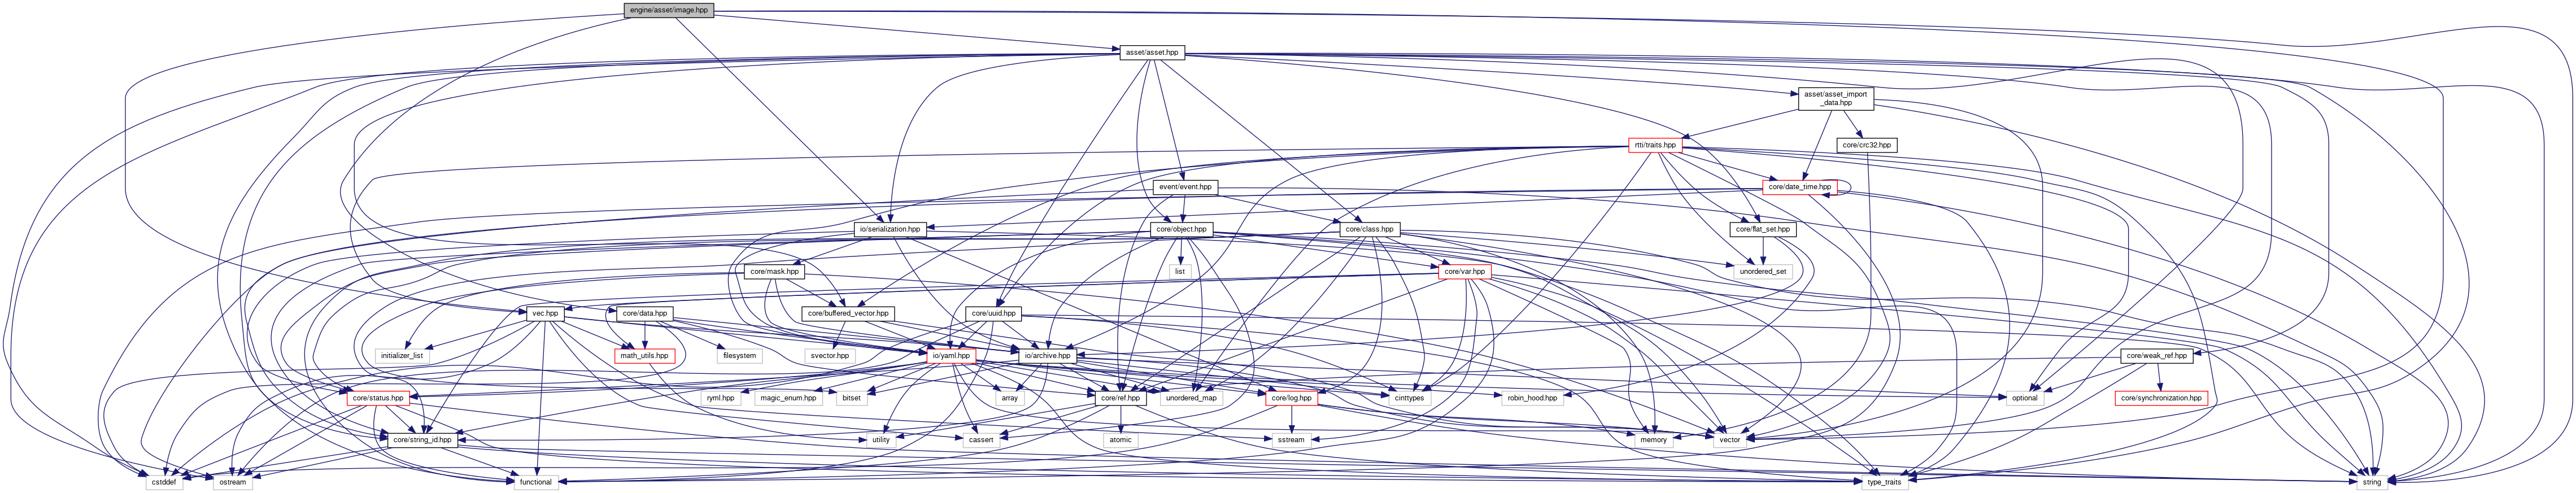 engine/asset/image.hpp
asset/asset.hpp
asset/asset_import
_data.hpp
rtti/traits.hpp
core/crc32.hpp
event/event.hpp
core/date_time.hpp
io/serialization.hpp
core/object.hpp
core/class.hpp
core/flat_set.hpp
core/mask.hpp
list
core/var.hpp
unordered_set
vec.hpp
core/data.hpp
core/buffered_vector.hpp
core/uuid.hpp
initializer_list
math_utils.hpp
filesystem
svector.hpp
io/yaml.hpp
io/archive.hpp
core/weak_ref.hpp
core/status.hpp
ryml.hpp
magic_enum.hpp
bitset
array
core/ref.hpp
unordered_map
core/log.hpp
cinttypes
robin_hood.hpp
optional
core/synchronization.hpp
core/string_id.hpp
utility
cassert
atomic
sstream
memory
vector
cstddef
ostream
functional
type_traits
string